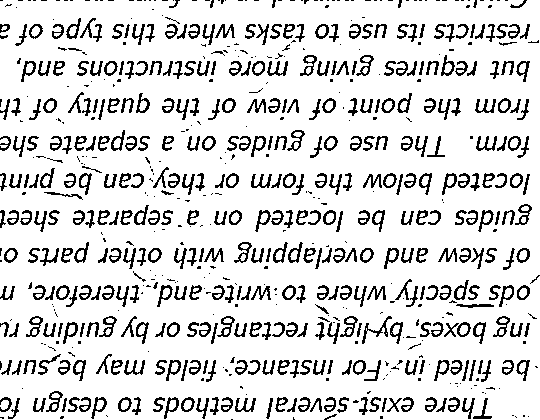 There exist several methods to design fo
be filled in. For instance, fields may be surro
ing boxes, by light rectangles or by guiding ru
ods specify where to write and, therefore, m
of skew and overlapping with other parts o
guides can be located on a separate sheet
located below the form or they can be print
form. The use of guides on a separate she
from the point of view of the quality of th
but requires giving more instructions and,
restricts its use to tasks where this type of a